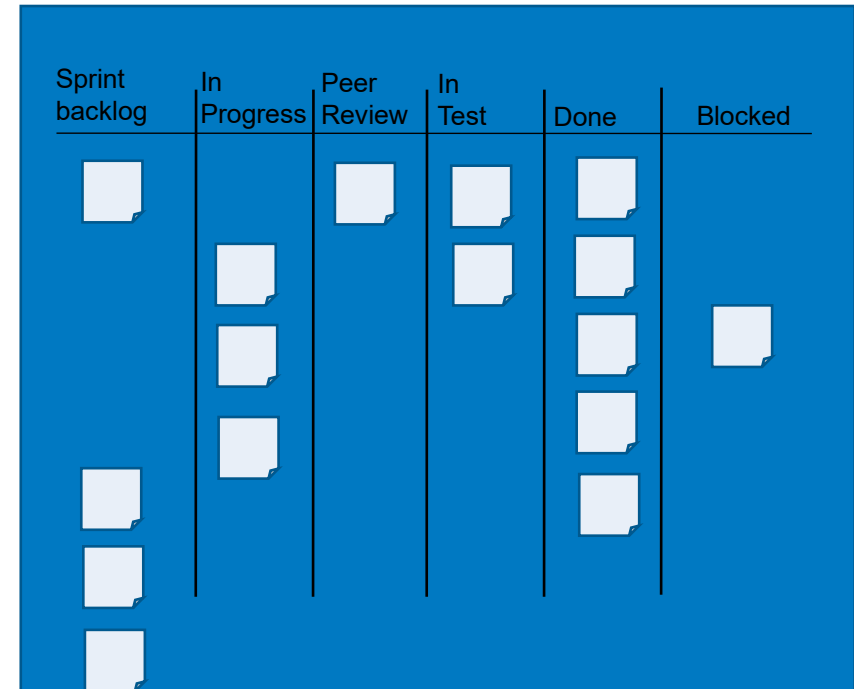 Sprint
backlog
In
Progress
Peer
Review
In
Test
Done
Blocked